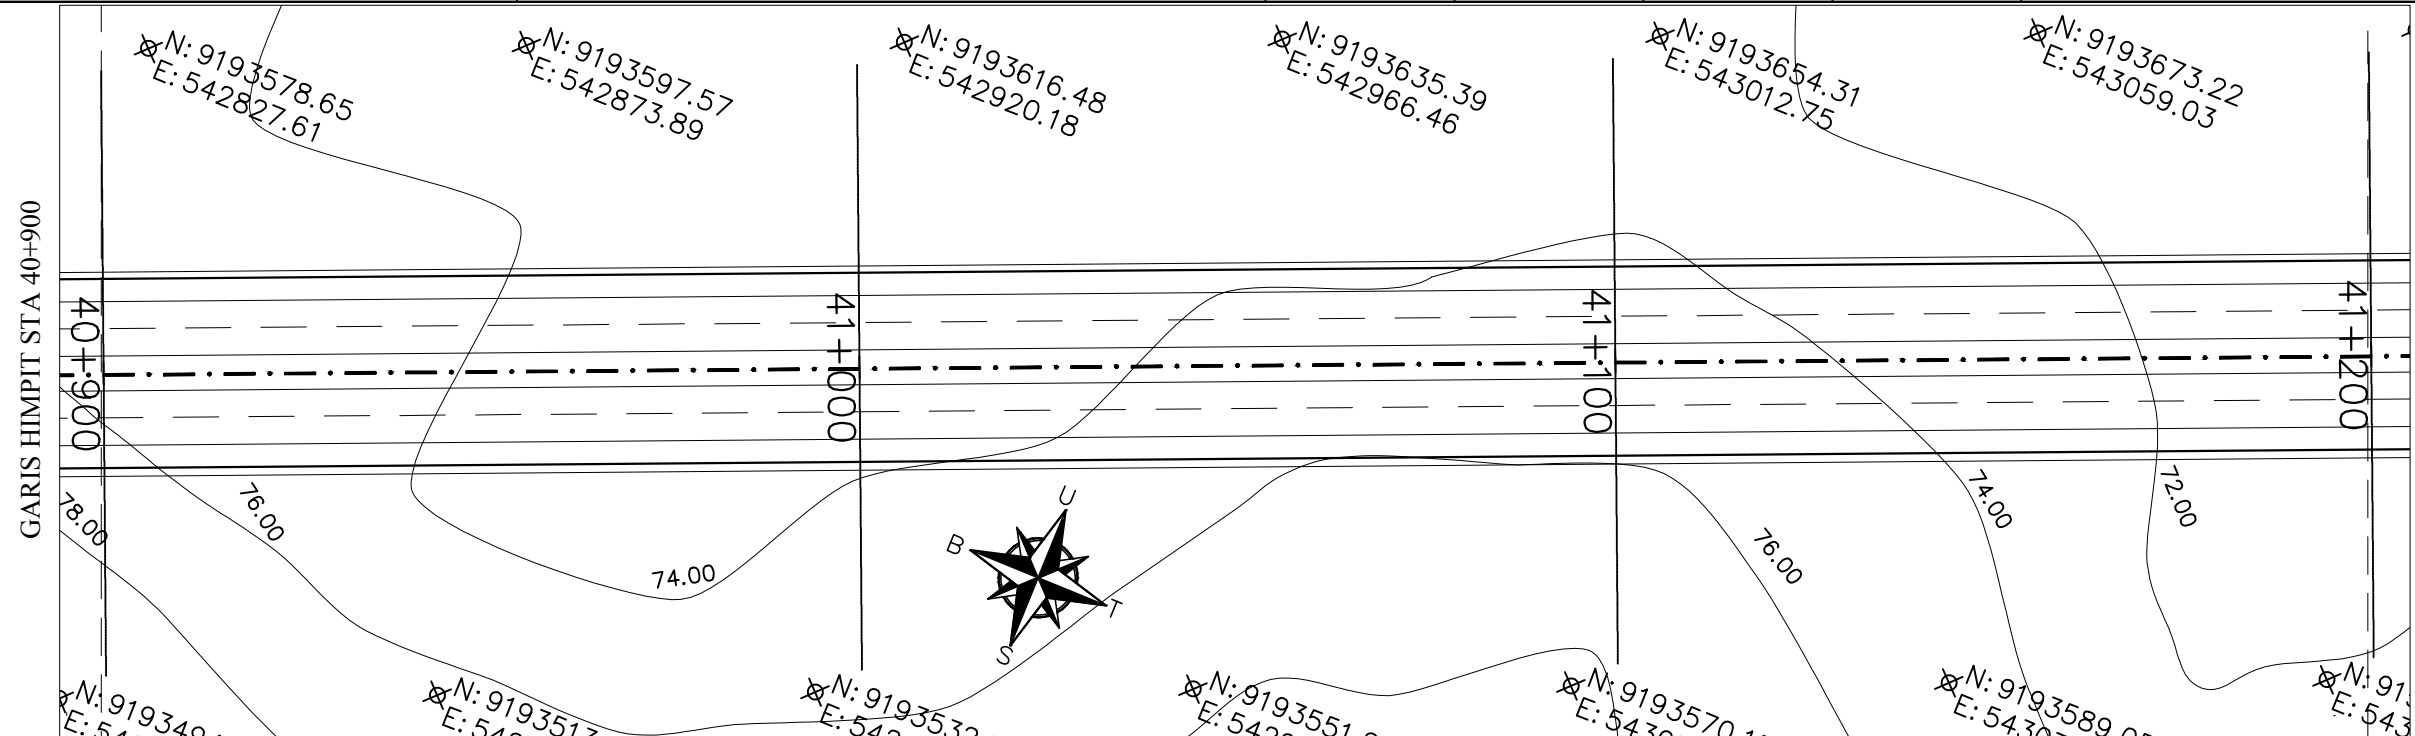 N: 9193578.65
E: 542827.61
N: 9193597.57
E: 542873.89
N: 9193616.48
E: 542920.18
N: 9193635.39
E: 542966.46
N: 9193654.31
E: 543012.75
N: 9193673.22
E: 543059.03
GARIS HIMPIT STA 40+900
40+900
41+000
41+100
41+200
78.00
76.00
74.00
76.00
74.00
72.00
U
B
T
S
N:
E:
N:
E:
N:
E:
N:
E:
N:
E:
N:
E:
N:
E: